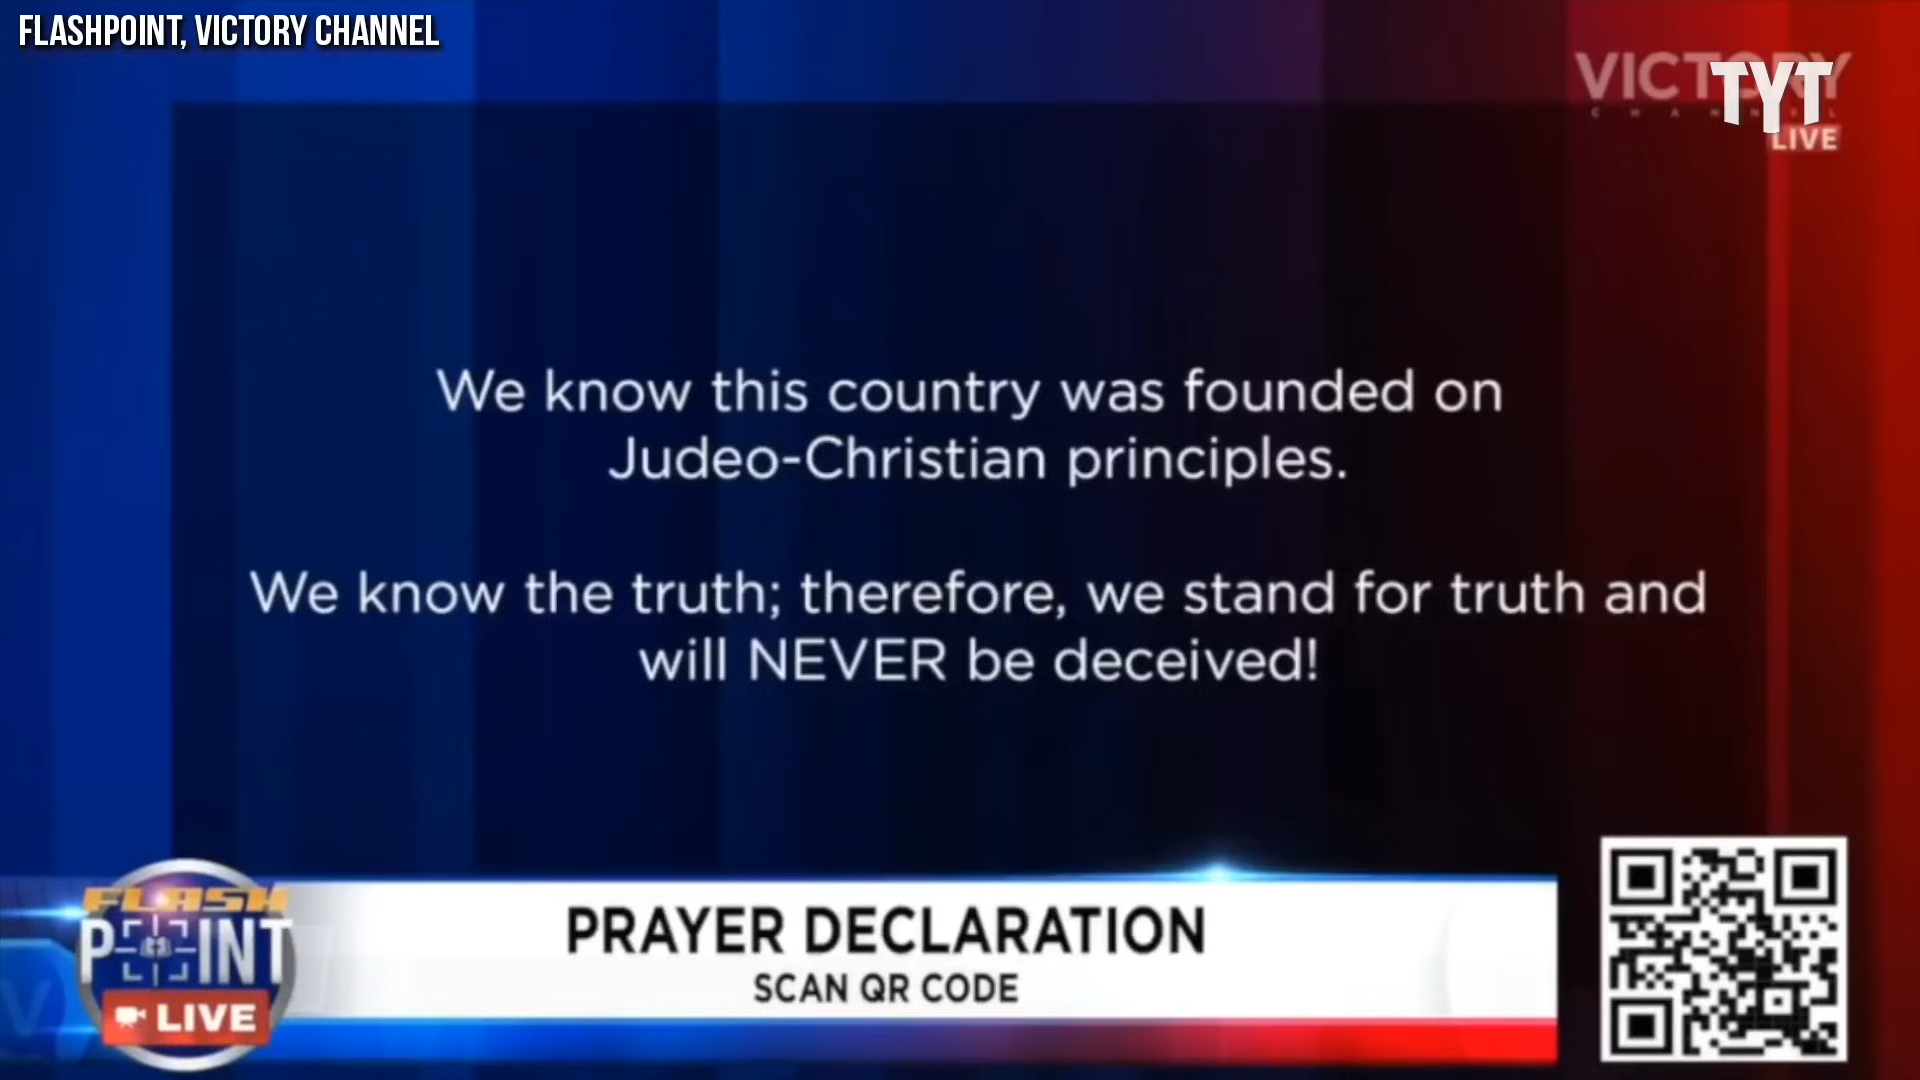 FLASHPOINT, VICTORY CHANNEL
VICTORY
CHANNEL
TYT
LIVE
We know this country was founded on
Judeo-Christian principles.
We know the truth; therefore, we stand for truth and
will NEVER be deceived!
FLASH
POINT
LIVE
PRAYER DECLARATION
SCAN QR CODE